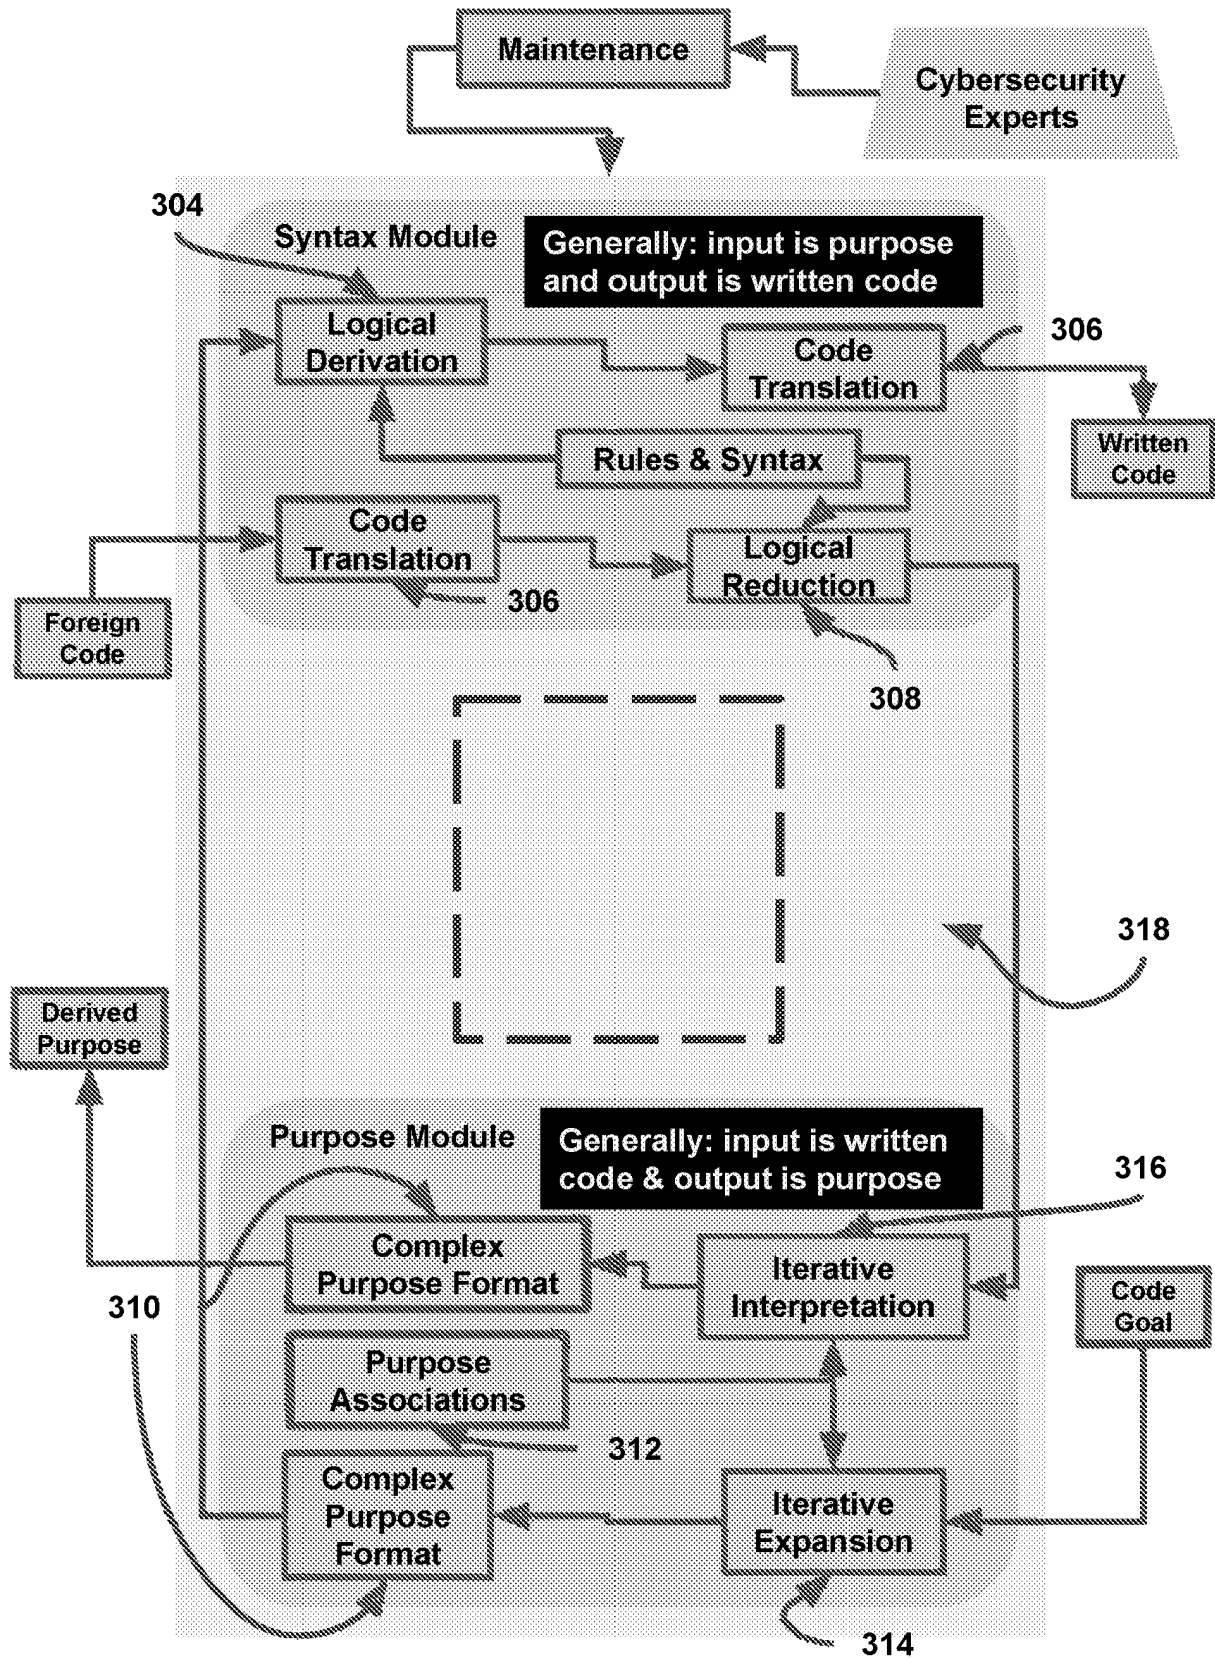 Maintenance
Cybersecurity
Experts
304
Syntax Module
Generally: input is purpose
and output is written code
Logical
Derivation
306
Code
Translation
Written
Code
Rules & Syntax
Code
Translation
Logical
Reduction
306
Foreign
Code
308
318
Derived
Purpose
Purpose Module
Generally: input is written
code & output is purpose
316
Complex
Purpose Format
Iterative
Interpretation
310
Code
Goal
Purpose
Associations
312
Complex
Purpose
Format
Iterative
Expansion
314